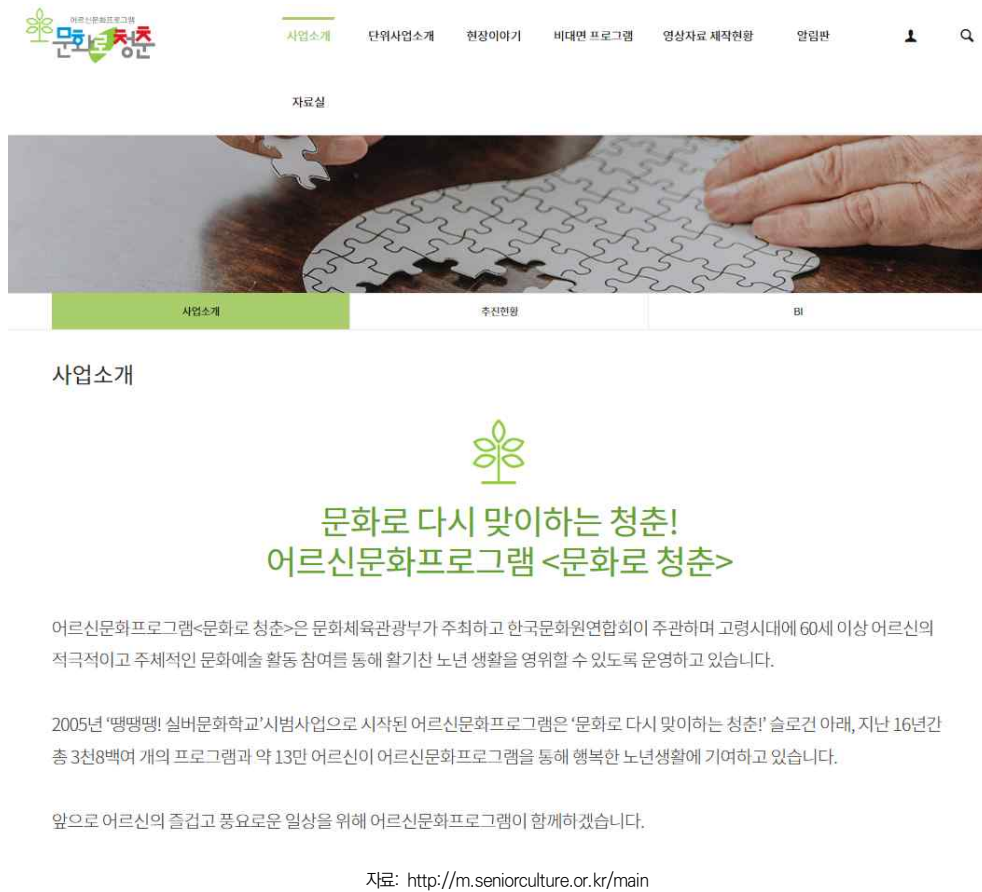 어르신문화프로그램
문화로청춘
사업소개 단위사업소개 현장이야기 비대면 프로그램 영상자료 제작현황 알림판
자료실
사업소개 추진현황 BI
사업소개
문화로 다시 맞이하는 청춘!
어르신문화프로그램 <문화로 청춘>
어르신문화프로그램<문화로 청춘>은 문화체육관광부가 주최하고 한국문화원연합회이 주관하며 고령시대에 60세 이상 어르신의
적극적이고 주체적인 문화예술 활동 참여를 통해 활기찬 노년 생활을 영위할 수 있도록 운영하고 있습니다.
2005년 ‘땡땡땡! 실버문화학교’시범사업으로 시작된 어르신문화프로그램은 ‘문화로 다시 맞이하는 청춘!’ 슬로건 아래, 지난 16년간
총 3천8백여 개의 프로그램과 약 13만 어르신이 어르신문화프로그램을 통해 행복한 노년생활에 기여하고 있습니다.
앞으로 어르신의 즐겁고 풍요로운 일상을 위해 어르신문화프로그램이 함께하겠습니다.
자료: http://m.seniorculture.or.kr/main